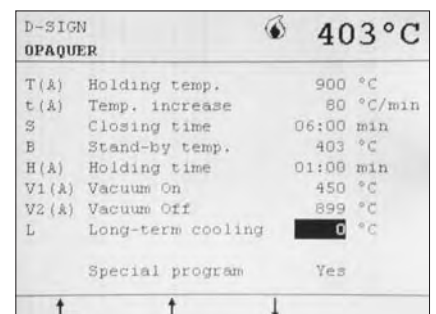 D-SIGN 403°C
OPAQUER
T(A) Holding temp. 900 °C
t(A) Temp. increase 80 °C/min
S Closing time 06:00 min
B Stand-by temp. 403 °C
H(A) Holding time 01:00 min
V1(A) Vacuum On 450 °C
V2(A) Vacuum Off 899 °C
L Long-term cooling 0 °C
Special program Yes